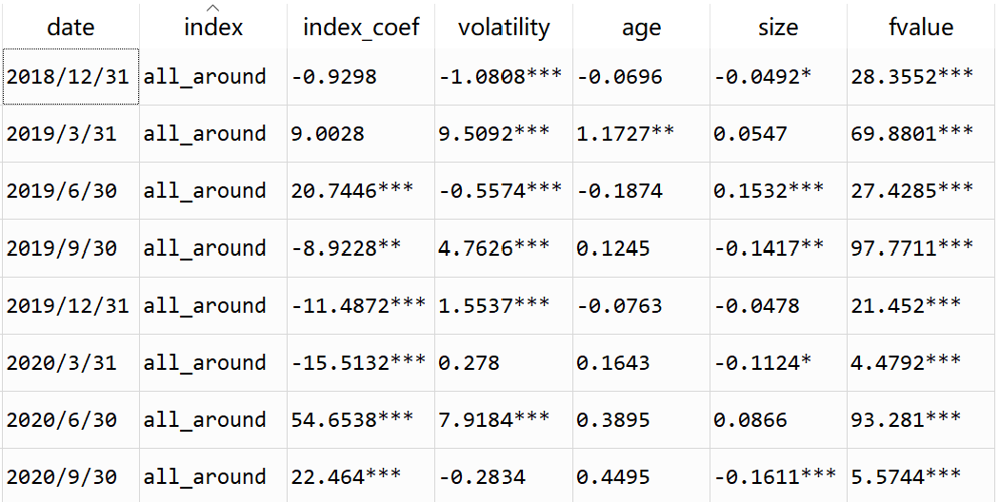 date index index_coef volatility age size fvalue
2018/12/31 all_around -0.9298 -1.0808*** -0.0696 -0.0492* 28.3552***
2019/3/31 all_around 9.0028 9.5092*** 1.1727** 0.0547 69.8801***
2019/6/30 all_around 20.7446*** -0.5574*** -0.1874 0.1532*** 27.4285***
2019/9/30 all_around -8.9228** 4.7626*** 0.1245 -0.1417** 97.7711***
2019/12/31 all_around -11.4872*** 1.5537*** -0.0763 -0.0478 21.452***
2020/3/31 all_around -15.5132*** 0.278 0.1643 -0.1124* 4.4792***
2020/6/30 all_around 54.6538*** 7.9184*** 0.3895 0.0866 93.281***
2020/9/30 all_around 22.464*** -0.2834 0.4495 -0.1611*** 5.5744***